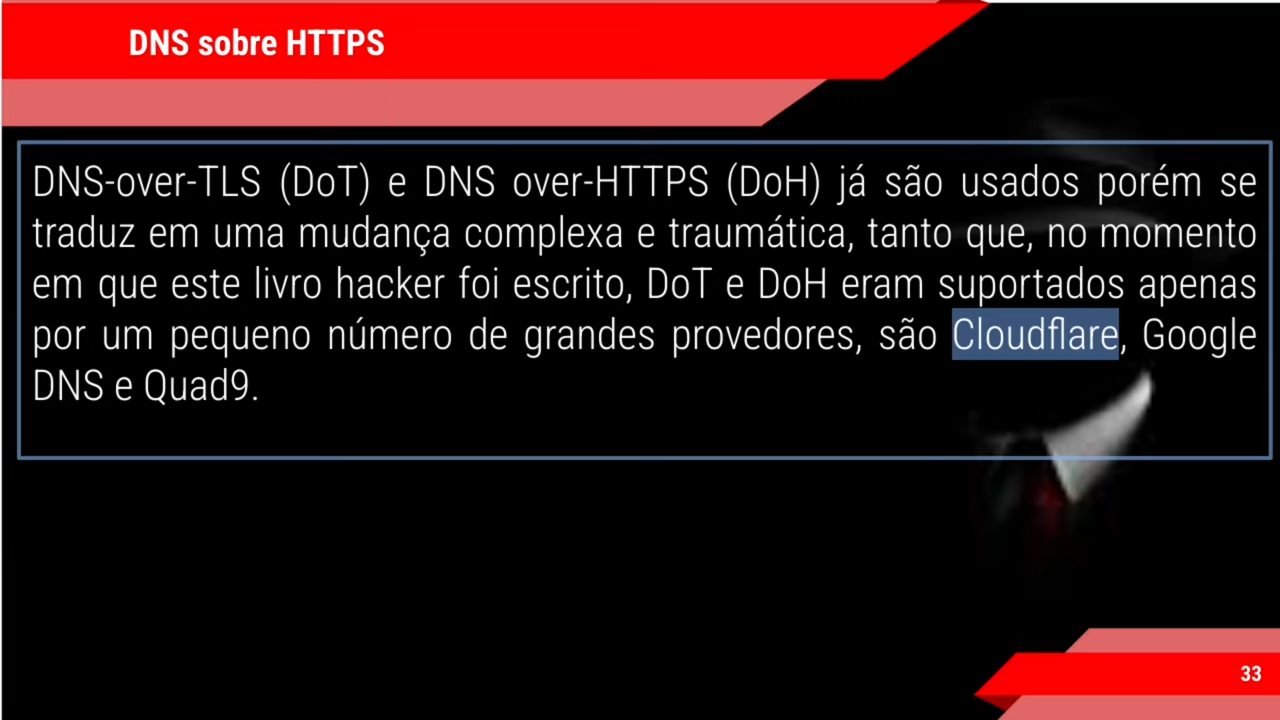 DNS sobre HTTPS
DNS-over-TLS (DoT) e DNS over-HTTPS (DoH) já são usados porém se
traduz em uma mudança complexa e traumática, tanto que, no momento
em que este livro hacker foi escrito, DoT e DoH eram suportados apenas
por um pequeno número de grandes provedores, são Cloudflare, Google
DNS e Quad9.
33